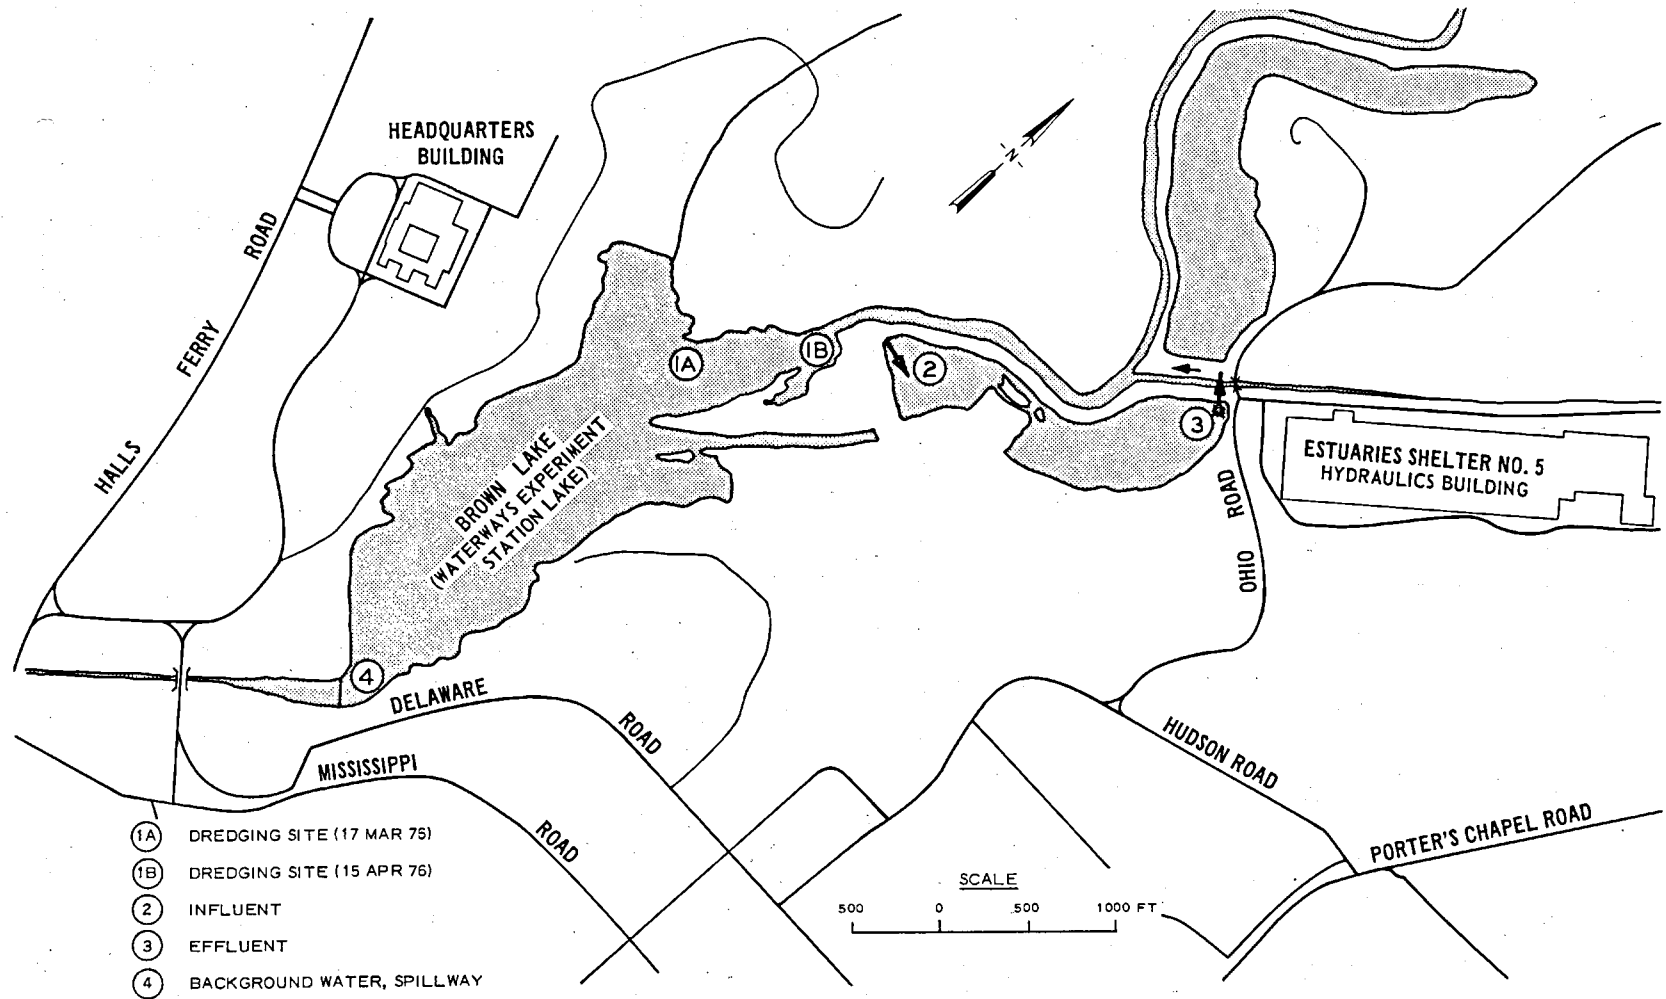 HEADQUARTERS
BUILDING
HALLS FERRY ROAD
N
1A
1B
2
3
4
BROWN LAKE
(WATERWAYS EXPERIMENT
STATION LAKE)
ESTUARIES SHELTER NO. 5
HYDRAULICS BUILDING
OHIO ROAD
DELAWARE ROAD
MISSISSIPPI ROAD
HUDSON ROAD
PORTER'S CHAPEL ROAD
1A DREDGING SITE (17 MAR 75)
1B DREDGING SITE (15 APR 76)
2 INFLUENT
3 EFFLUENT
4 BACKGROUND WATER, SPILLWAY
SCALE
500 0 500 1000 FT